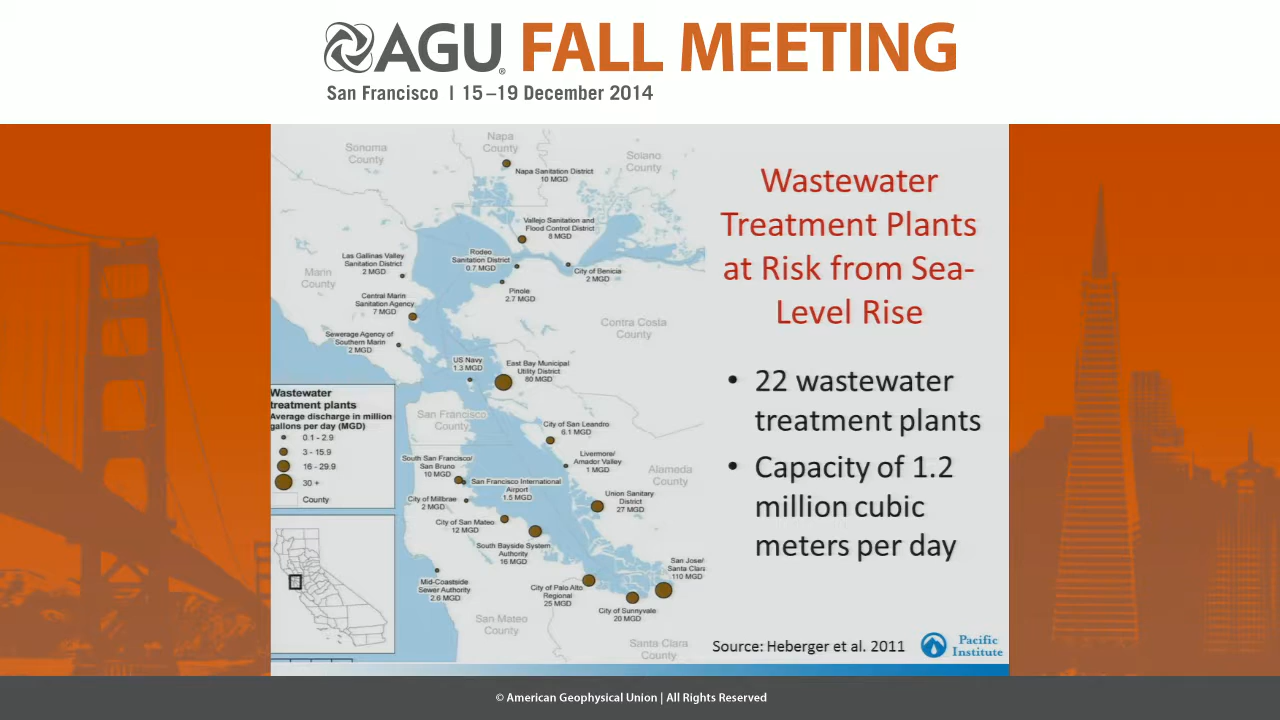 AGU FALL MEETING
San Francisco | 15–19 December 2014
Sonoma
County
Napa
County
Solano
County
Napa Sanitation District
10 MGD
Vallejo Sanitation and
Flood Control District
8 MGD
Las Gallinas Valley
Sanitation District
2 MGD
Rodeo
Sanitation District
0.7 MGD
City of Benicia
2 MGD
Marin
County
Pinole
2.7 MGD
Central Marin
Sanitation Agency
7 MGD
Contra Costa
County
Sewerage Agency of
Southern Marin
2 MGD
US Navy
1.3 MGD
East Bay Municipal
Utility District
80 MGD
Wastewater
treatment plants
Average discharge in million
gallons per day (MGD)
0.1 - 2.9
3 - 15.9
16 - 29.9
30 +
County
San Francisco
County
City of San Leandro
6.1 MGD
Livermore/
Amador Valley
1 MGD
Alameda
County
South San Francisco/
San Bruno
10 MGD
San Francisco International
Airport
1.5 MGD
Union Sanitary
District
27 MGD
City of Millbrae
2 MGD
City of San Mateo
12 MGD
South Bayside System
Authority
16 MGD
Mid-Coastside
Sewer Authority
2.6 MGD
City of Palo Alto
Regional
25 MGD
San Jose/
Santa Clara
110 MGD
City of Sunnyvale
20 MGD
San Mateo
County
Santa Clara
County
Wastewater
Treatment Plants
at Risk from Sea-
Level Rise
• 22 wastewater
treatment plants
• Capacity of 1.2
million cubic
meters per day
Source: Heberger et al. 2011
Pacific
Institute
© American Geophysical Union | All Rights Reserved